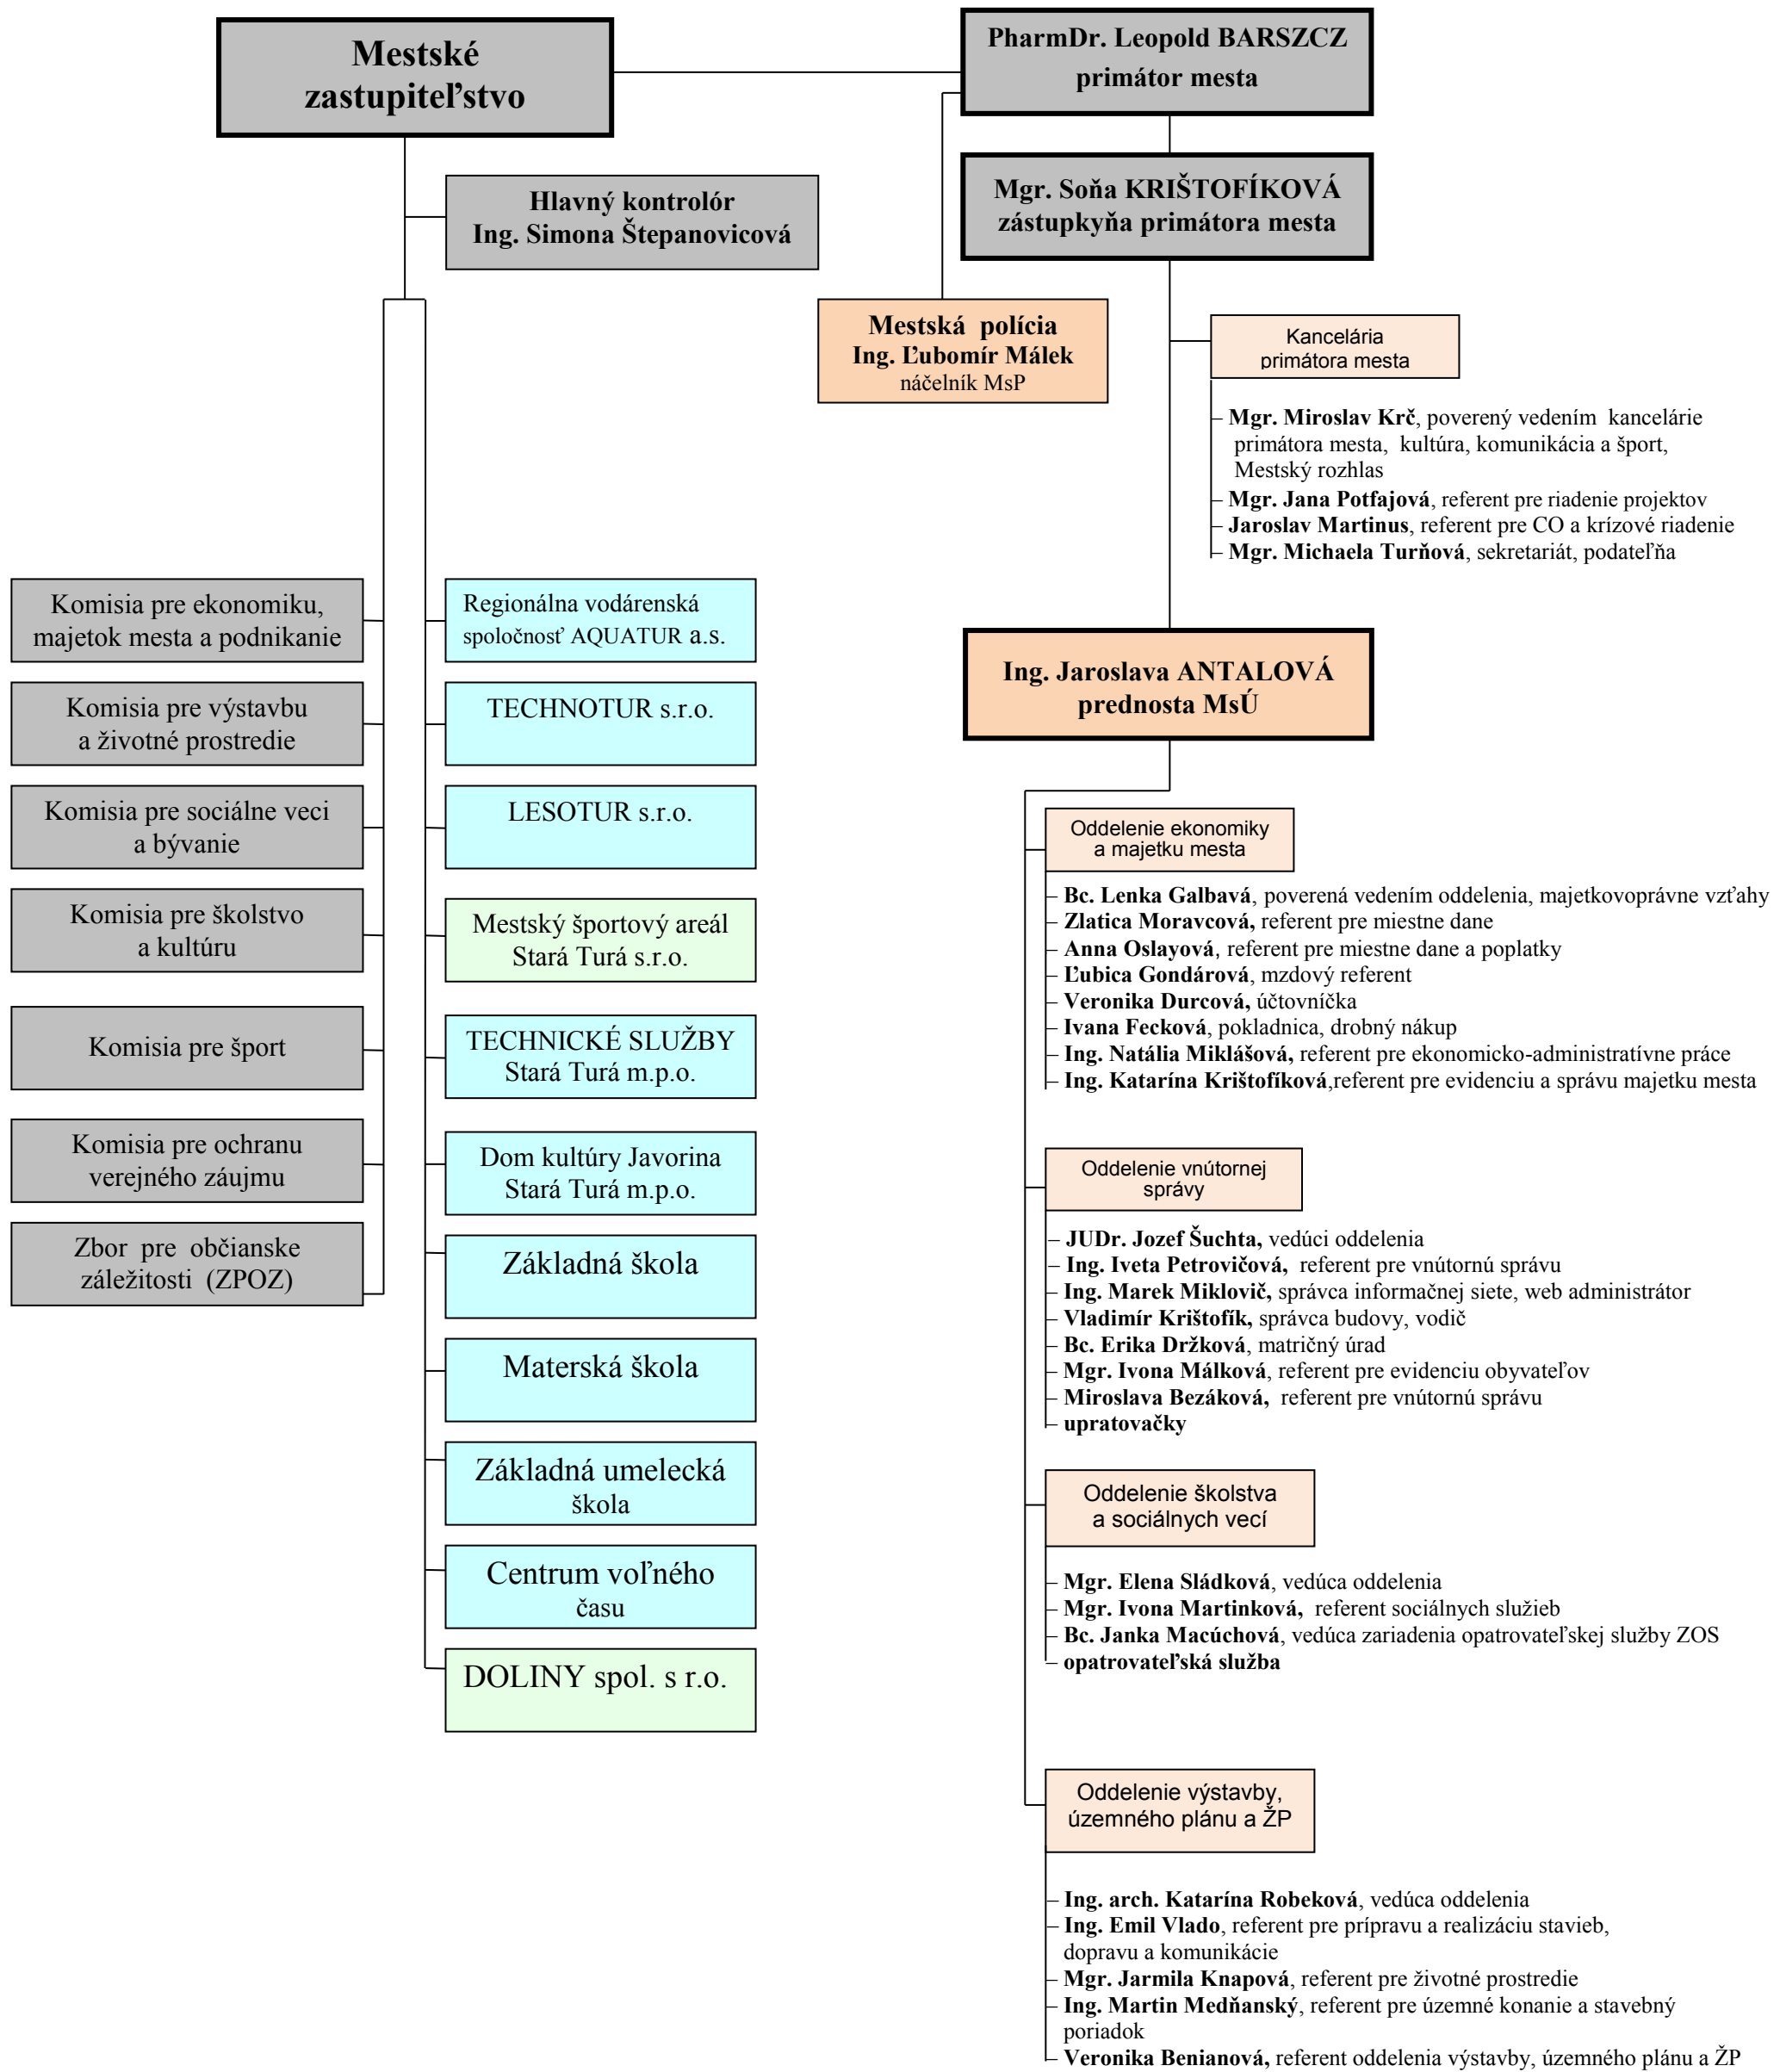 Mestské
zastupiteľstvo
PharmDr. Leopold BARSZCZ
primátor mesta
Hlavný kontrolór
Ing. Simona Štepanovicová
Mgr. Soňa KRIŠTOFÍKOVÁ
zástupkyňa primátora mesta
Mestská polícia
Ing. Ľubomír Málek
náčelník MsP
Kancelária
primátora mesta
– Mgr. Miroslav Krč, poverený vedením kancelárie
primátora mesta, kultúra, komunikácia a šport,
Mestský rozhlas
– Mgr. Jana Potfajová, referent pre riadenie projektov
– Jaroslav Martinus, referent pre CO a krízové riadenie
– Mgr. Michaela Turňová, sekretariát, podateľňa
Komisia pre ekonomiku,
majetok mesta a podnikanie
Komisia pre výstavbu
a životné prostredie
Komisia pre sociálne veci
a bývanie
Komisia pre školstvo
a kultúru
Komisia pre šport
Komisia pre ochranu
verejného záujmu
Zbor pre občianske
záležitosti (ZPOZ)
Regionálna vodárenská
spoločnosť AQUATUR a.s.
TECHNOTUR s.r.o.
LESOTUR s.r.o.
Mestský športový areál
Stará Turá s.r.o.
TECHNICKÉ SLUŽBY
Stará Turá m.p.o.
Dom kultúry Javorina
Stará Turá m.p.o.
Základná škola
Materská škola
Základná umelecká
škola
Centrum voľného
času
DOLINY spol. s r.o.
Ing. Jaroslava ANTALOVÁ
prednosta MsÚ
Oddelenie ekonomiky
a majetku mesta
– Bc. Lenka Galbavá, poverená vedením oddelenia, majetkovoprávne vzťahy
– Zlatica Moravcová, referent pre miestne dane
– Anna Oslayová, referent pre miestne dane a poplatky
– Ľubica Gondárová, mzdový referent
– Veronika Durcová, účtovníčka
– Ivana Fecková, pokladnica, drobný nákup
– Ing. Natália Miklášová, referent pre ekonomicko-administratívne práce
– Ing. Katarína Krištofíková,referent pre evidenciu a správu majetku mesta
Oddelenie vnútornej
správy
– JUDr. Jozef Šuchta, vedúci oddelenia
– Ing. Iveta Petrovičová, referent pre vnútornú správu
– Ing. Marek Miklovič, správca informačnej siete, web administrátor
– Vladimír Krištofík, správca budovy, vodič
– Bc. Erika Držková, matričný úrad
– Mgr. Ivona Málková, referent pre evidenciu obyvateľov
– Miroslava Bezáková, referent pre vnútornú správu
– upratovačky
Oddelenie školstva
a sociálnych vecí
– Mgr. Elena Sládková, vedúca oddelenia
– Mgr. Ivona Martinková, referent sociálnych služieb
– Bc. Janka Macúchová, vedúca zariadenia opatrovateľskej služby ZOS
– opatrovateľská služba
Oddelenie výstavby,
územného plánu a ŽP
– Ing. arch. Katarína Robeková, vedúca oddelenia
– Ing. Emil Vlado, referent pre prípravu a realizáciu stavieb,
dopravu a komunikácie
– Mgr. Jarmila Knapová, referent pre životné prostredie
– Ing. Martin Medňanský, referent pre územné konanie a stavebný
poriadok
– Veronika Benianová, referent oddelenia výstavby, územného plánu a ŽP